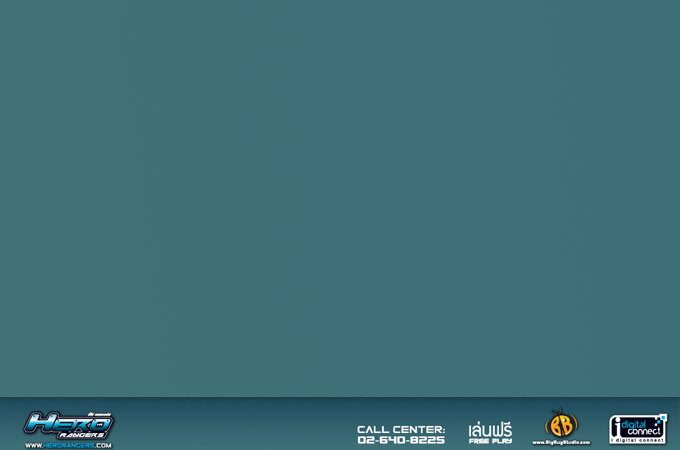 HERO
RANGERS
WWW.HERORANGERS.COM
CALL CENTER:
02-640-8225
เล่นฟรี
FREE PLAY
BB
www.BigBugStudio.com
i digital connect
i digital connect